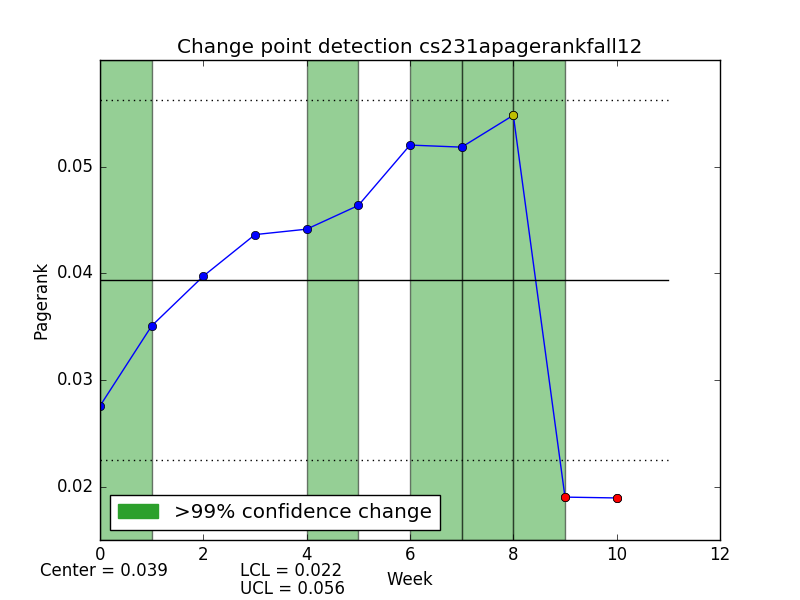 Change point detection cs231apagerankfall12
Pagerank
0.05
0.04
0.03
0.02
>99% confidence change
0 2 4 6 8 10 12
Center = 0.039 LCL = 0.022 Week
UCL = 0.056